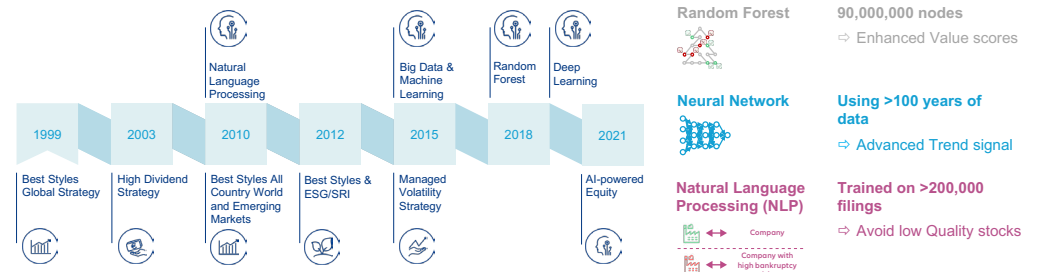 Natural
Language
Processing
Big Data &
Machine
Learning
Random
Forest
Deep
Learning
1999
2003
2010
2012
2015
2018
2021
Best Styles
Global Strategy
High Dividend
Strategy
Best Styles All
Country World
and Emerging
Markets
Best Styles &
ESG/SRI
Managed
Volatility
Strategy
AI-powered
Equity
Random Forest
90,000,000 nodes
⇨ Enhanced Value scores
Neural Network
Using >100 years of
data
⇨ Advanced Trend signal
Natural Language
Processing (NLP)
Trained on >200,000
filings
⇨ Avoid low Quality stocks
Company
Company with
high bankruptcy